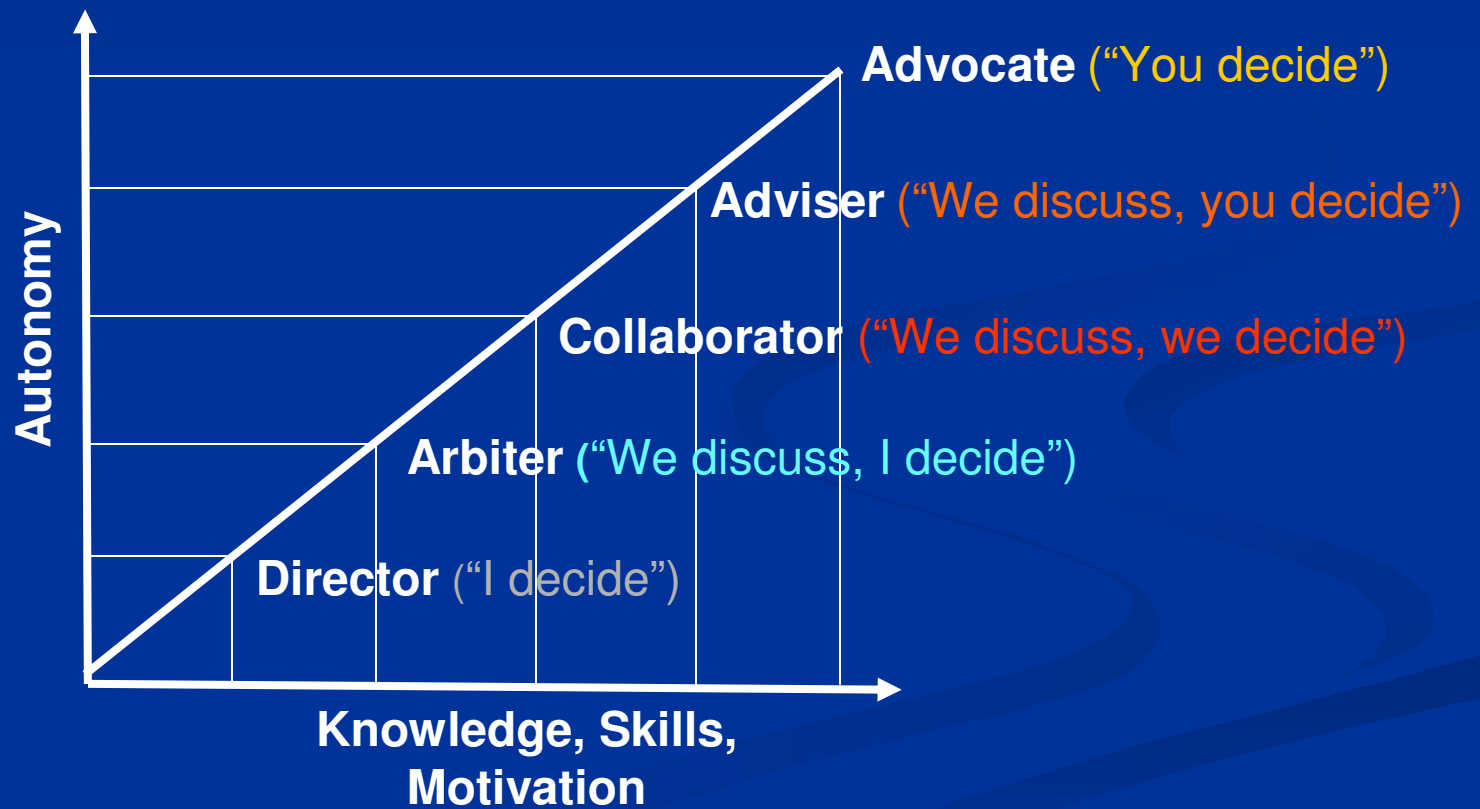 Advocate (“You decide”)
Adviser (“We discuss, you decide”)
Collaborator (“We discuss, we decide”)
Arbiter (“We discuss, I decide”)
Director (“I decide”)
Autonomy
Knowledge, Skills,
Motivation